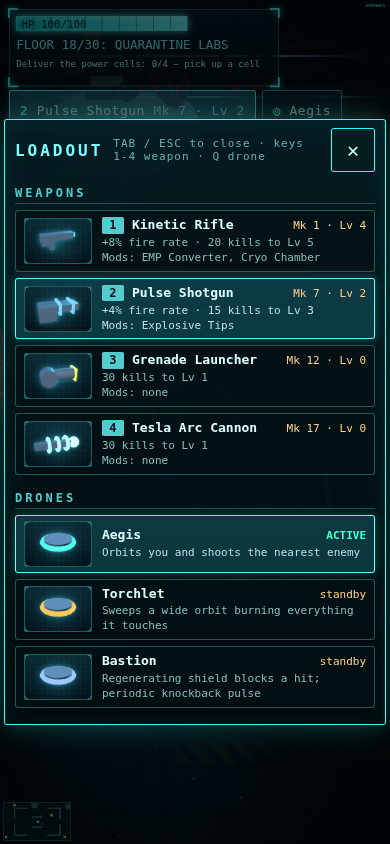 UPGRADES
HP 100/100
FLOOR 18/30: QUARANTINE LABS
Deliver the power cells: 0/4 — pick up a cell
2 Pulse Shotgun Mk 7 · Lv 2
◎ Aegis
LOADOUT
TAB / ESC to close · keys
1-4 weapon · Q drone
✕
WEAPONS
1 Kinetic Rifle Mk 1 · Lv 4
+8% fire rate · 20 kills to Lv 5
Mods: EMP Converter, Cryo Chamber
2 Pulse Shotgun Mk 7 · Lv 2
+4% fire rate · 15 kills to Lv 3
Mods: Explosive Tips
3 Grenade Launcher Mk 12 · Lv 0
30 kills to Lv 1
Mods: none
4 Tesla Arc Cannon Mk 17 · Lv 0
30 kills to Lv 1
Mods: none
DRONES
Aegis ACTIVE
Orbits you and shoots the nearest enemy
Torchlet standby
Sweeps a wide orbit burning everything
it touches
Bastion standby
Regenerating shield blocks a hit;
periodic knockback pulse